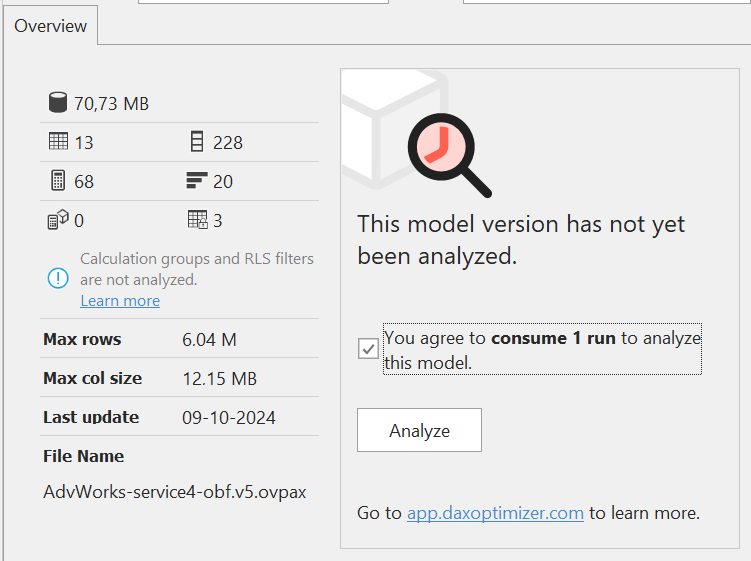 Overview
70,73 MB
13
228
68
20
0
3
Calculation groups and RLS filters
are not analyzed.
Learn more
Max rows 6.04 M
Max col size 12.15 MB
Last update 09-10-2024
File Name
AdvWorks-service4-obf.v5.ovpax
This model version has not yet
been analyzed.
You agree to consume 1 run to analyze
this model.
Analyze
Go to app.daxoptimizer.com to learn more.